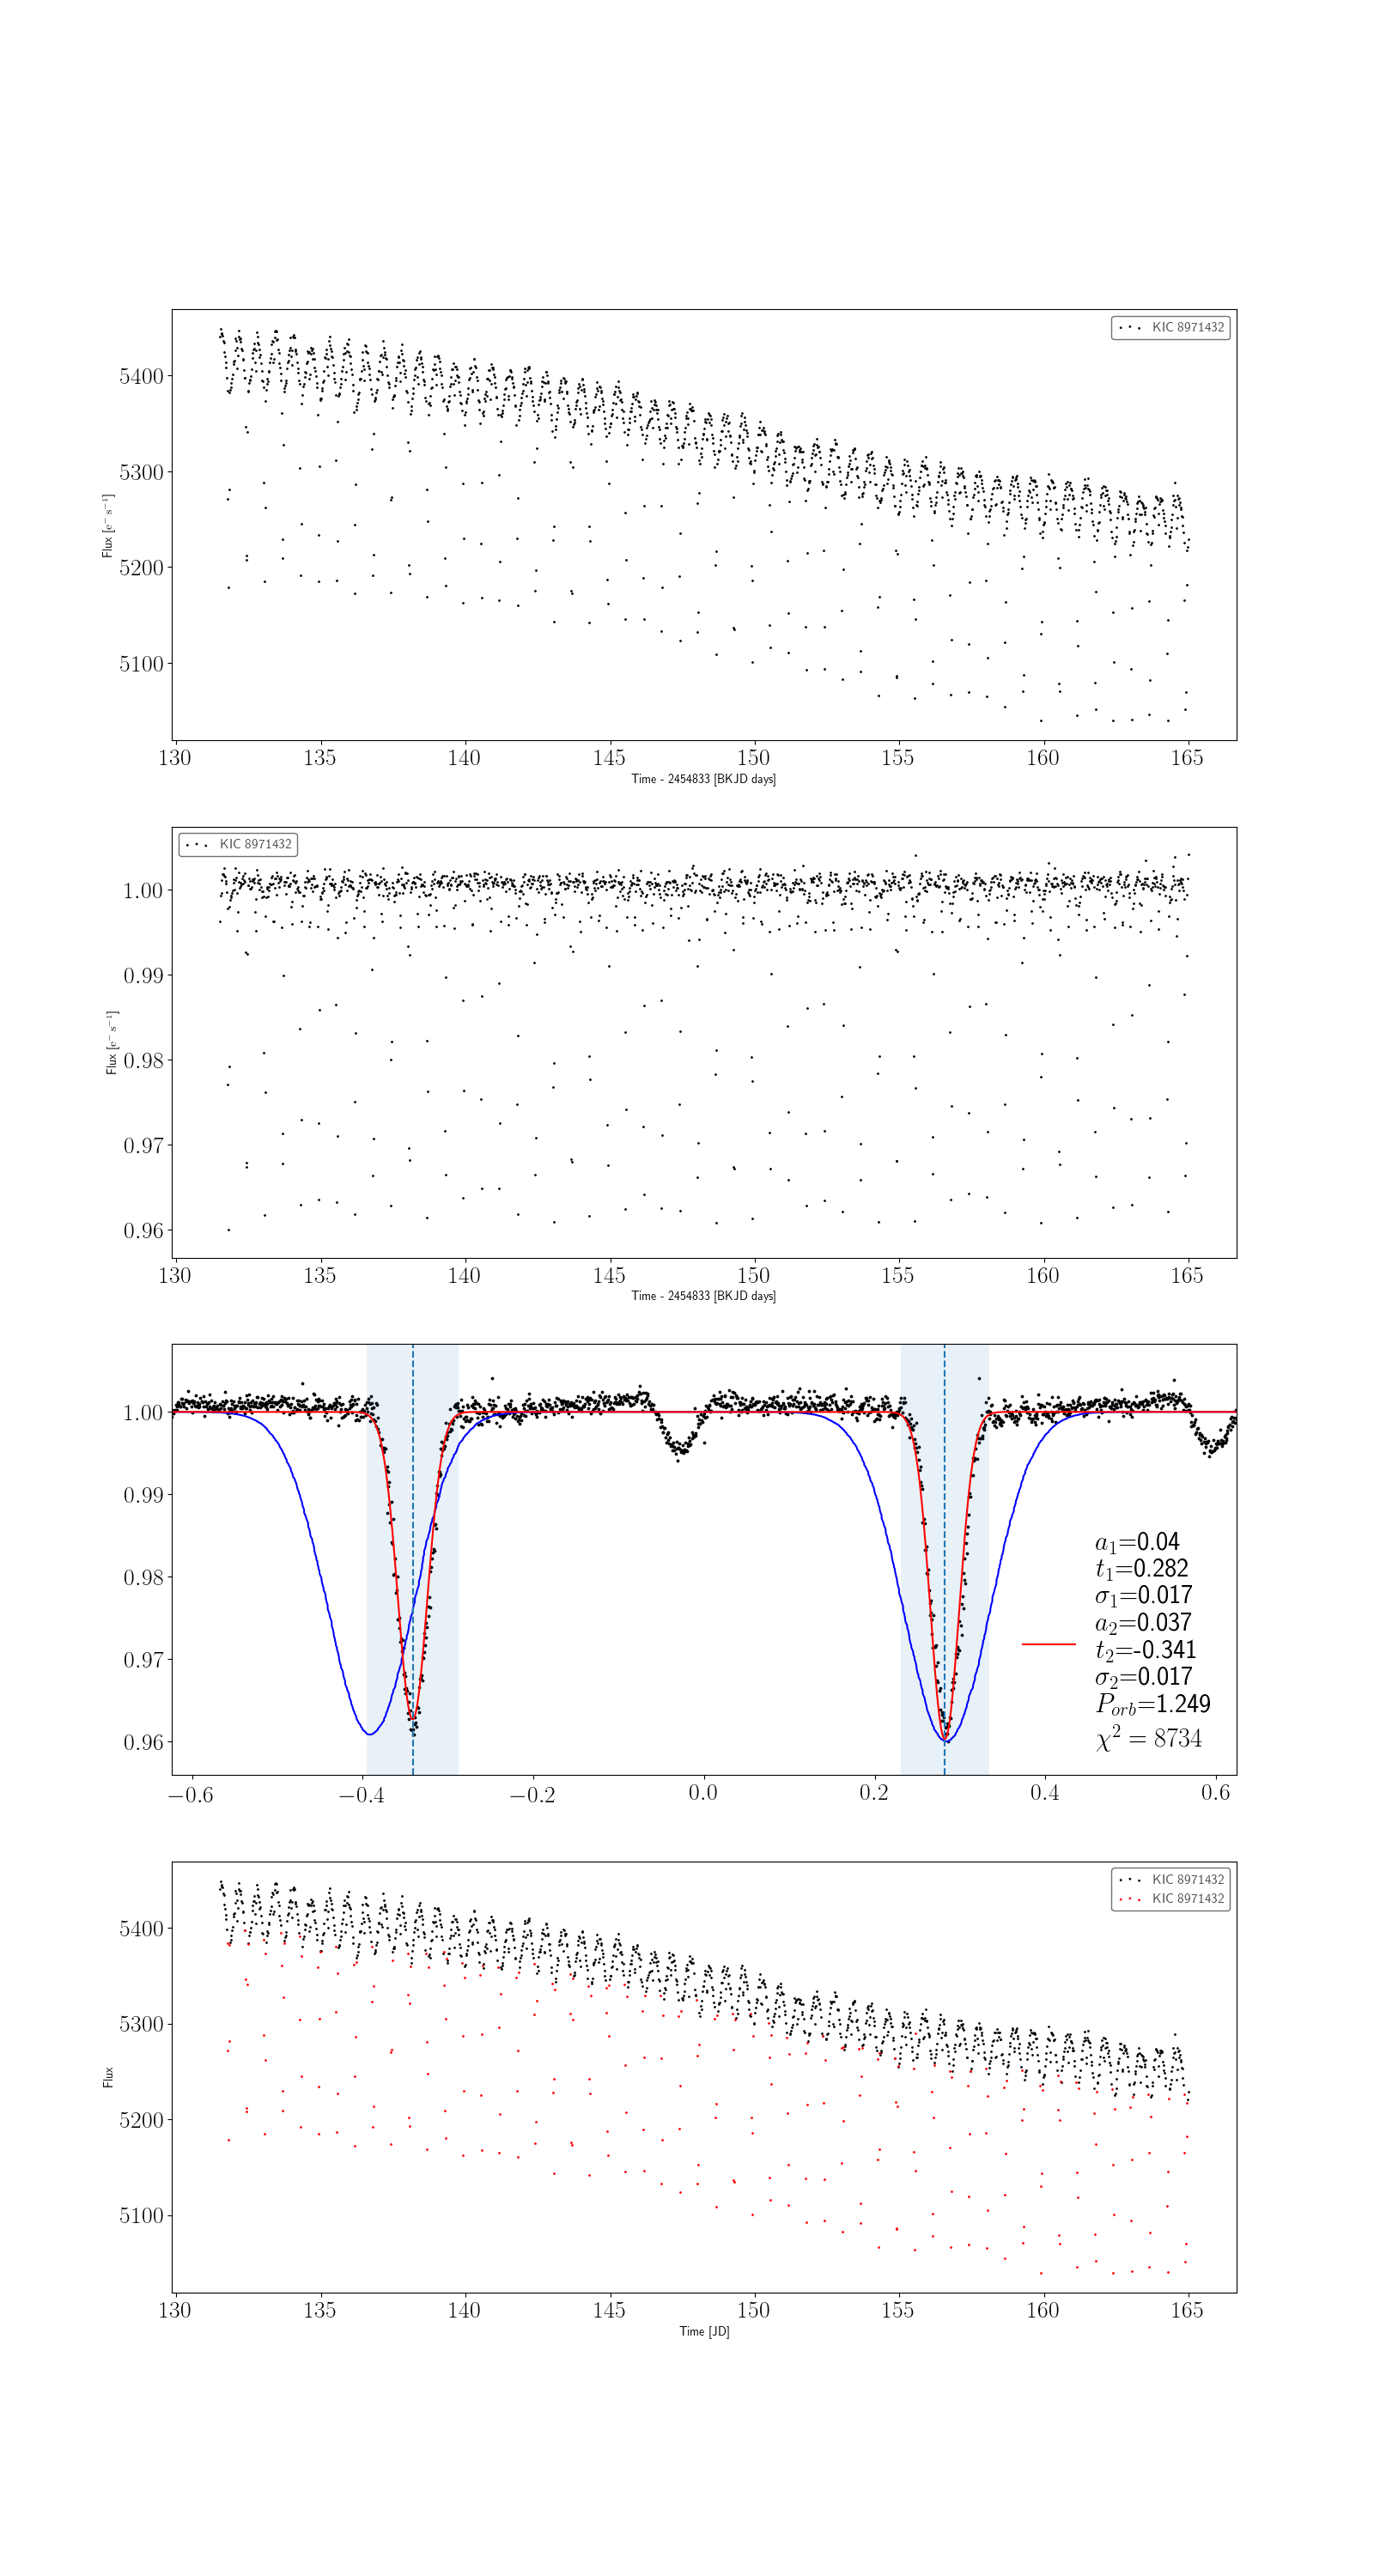 KIC 8971432
5400
5300
5200
5100
Flux [e⁻ s⁻¹]
130 135 140 145 150 155 160 165
Time - 2454833 [BKJD days]
KIC 8971432
1.00
0.99
0.98
0.97
0.96
Flux [e⁻ s⁻¹]
130 135 140 145 150 155 160 165
Time - 2454833 [BKJD days]
1.00
0.99
0.98
0.97
0.96
a₁=0.04
t₁=0.282
σ₁=0.017
a₂=0.037
t₂=-0.341
σ₂=0.017
P_orb=1.249
χ² = 8734
−0.6 −0.4 −0.2 0.0 0.2 0.4 0.6
KIC 8971432
KIC 8971432
5400
5300
5200
5100
Flux
130 135 140 145 150 155 160 165
Time [JD]